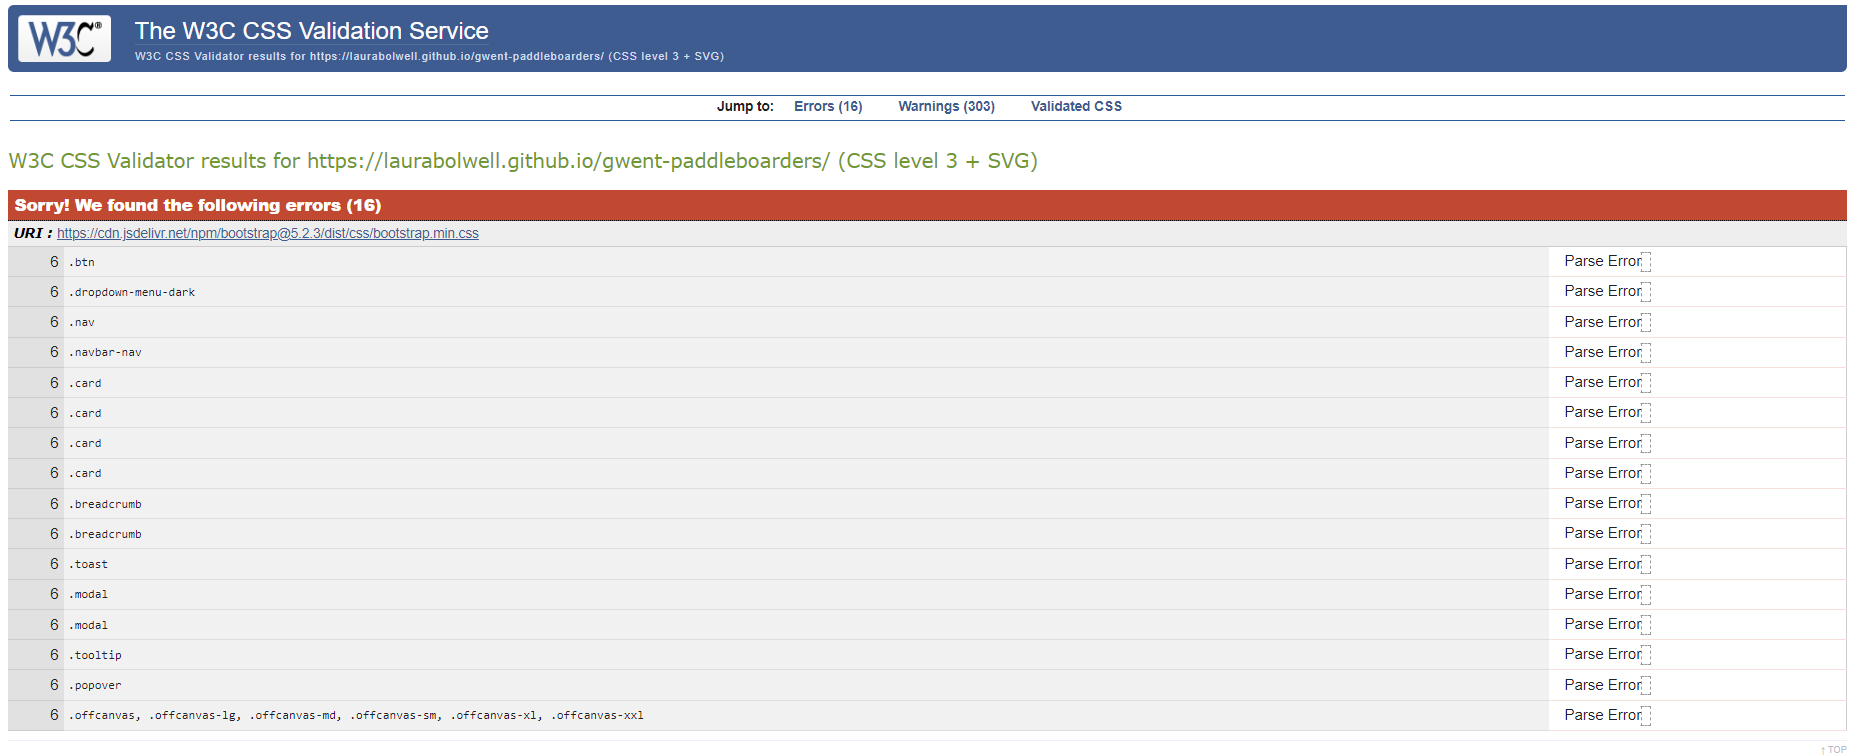 W3C® The W3C CSS Validation Service
W3C CSS Validator results for https://laurabolwell.github.io/gwent-paddleboarders/ (CSS level 3 + SVG)
Jump to: Errors (16) Warnings (303) Validated CSS
W3C CSS Validator results for https://laurabolwell.github.io/gwent-paddleboarders/ (CSS level 3 + SVG)
Sorry! We found the following errors (16)
URI : https://cdn.jsdelivr.net/npm/bootstrap@5.2.3/dist/css/bootstrap.min.css
6 .btn Parse Error
6 .dropdown-menu-dark Parse Error
6 .nav Parse Error
6 .navbar-nav Parse Error
6 .card Parse Error
6 .card Parse Error
6 .card Parse Error
6 .card Parse Error
6 .breadcrumb Parse Error
6 .breadcrumb Parse Error
6 .toast Parse Error
6 .modal Parse Error
6 .modal Parse Error
6 .tooltip Parse Error
6 .popover Parse Error
6 .offcanvas, .offcanvas-lg, .offcanvas-md, .offcanvas-sm, .offcanvas-xl, .offcanvas-xxl Parse Error
↑ TOP